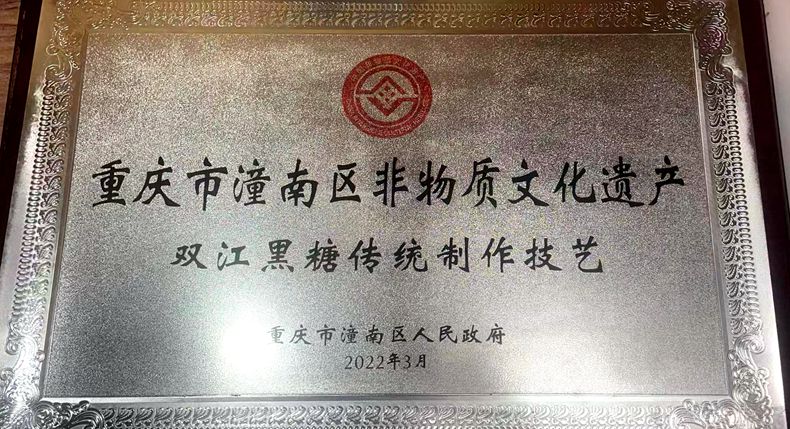 重庆市潼南区非物质文化遗产
双江黑糖传统制作技艺
重庆市潼南区人民政府
2022年3月